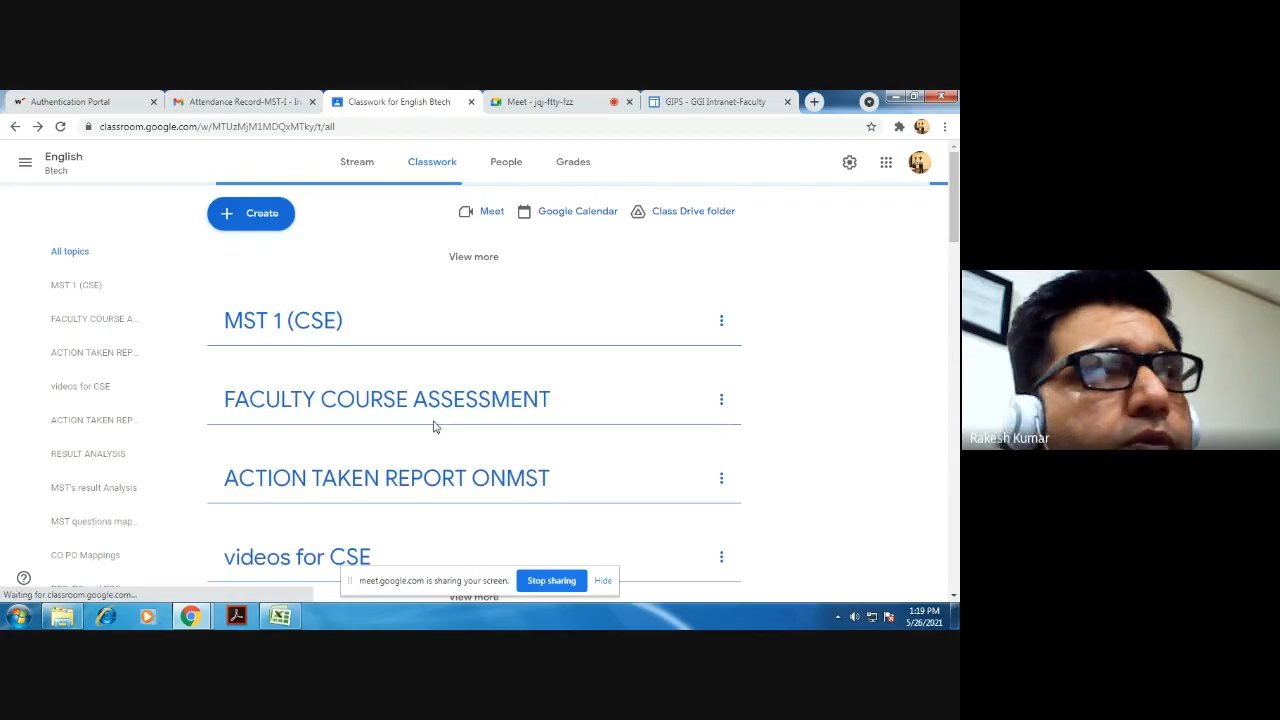 Authentication Portal
Attendance Record-MST-I - In
Classwork for English Btech
Meet - jqj-ftty-fzz
GIPS - GGI Intranet-Faculty
classroom.google.com/w/MTUzMjM1MDQxMTky/t/all
English
Btech
Stream
Classwork
People
Grades
Create
Meet
Google Calendar
Class Drive folder
All topics
MST 1 (CSE)
FACULTY COURSE A...
ACTION TAKEN REP...
videos for CSE
ACTION TAKEN REP...
RESULT ANALYSIS
MST's result Analysis
MST questions map...
CO PO Mappings
View more
MST 1 (CSE)
FACULTY COURSE ASSESSMENT
ACTION TAKEN REPORT ONMST
videos for CSE
View more
meet.google.com is sharing your screen.
Stop sharing
Hide
Waiting for classroom.google.com...
1:19 PM
5/26/2021
Rakesh Kumar